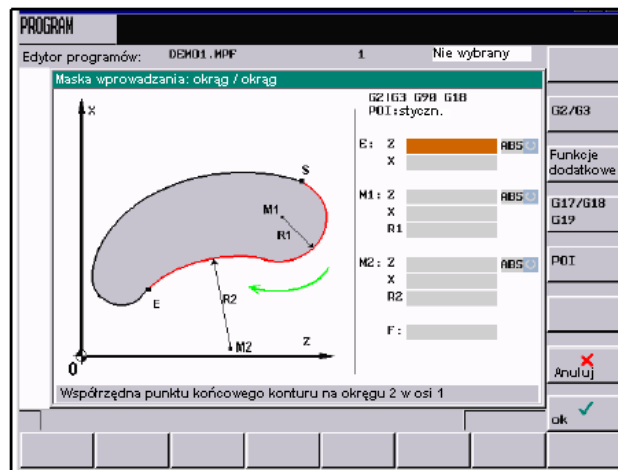 PROGRAM
Edytor programów: DEMO1.MPF 1 Nie wybrany
Maska wprowadzania: okrąg / okrąg
G2/G3
Funkcje
dodatkowe
G17/G18
G19
POI
Anuluj
ok
X
S
M1
R1
E
R2
M2
Z
0
G2|G3 G90 G18
POI:styczn.
E: Z ABS
X
M1: Z ABS
X
R1
M2: Z ABS
X
R2
F:
Współrzędna punktu końcowego konturu na okręgu 2 w osi 1